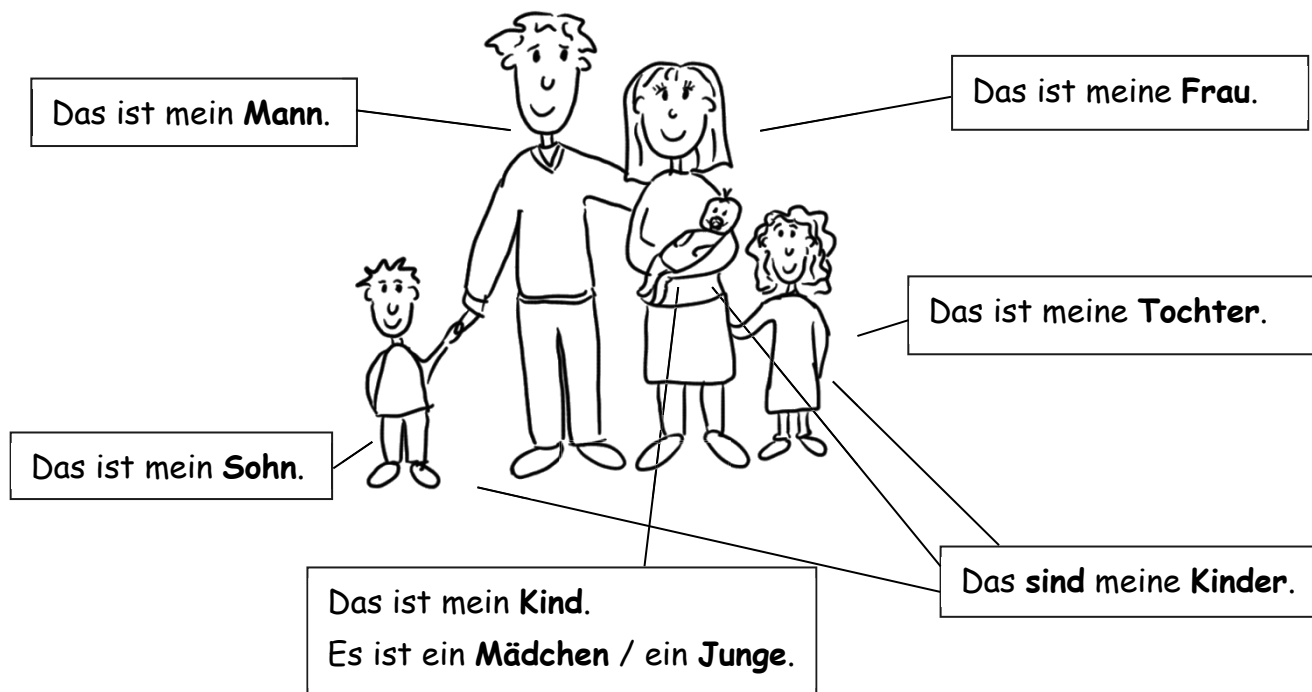 Das ist mein Mann.
Das ist meine Frau.
Das ist meine Tochter.
Das ist mein Sohn.
Das sind meine Kinder.
Das ist mein Kind.
Es ist ein Mädchen / ein Junge.